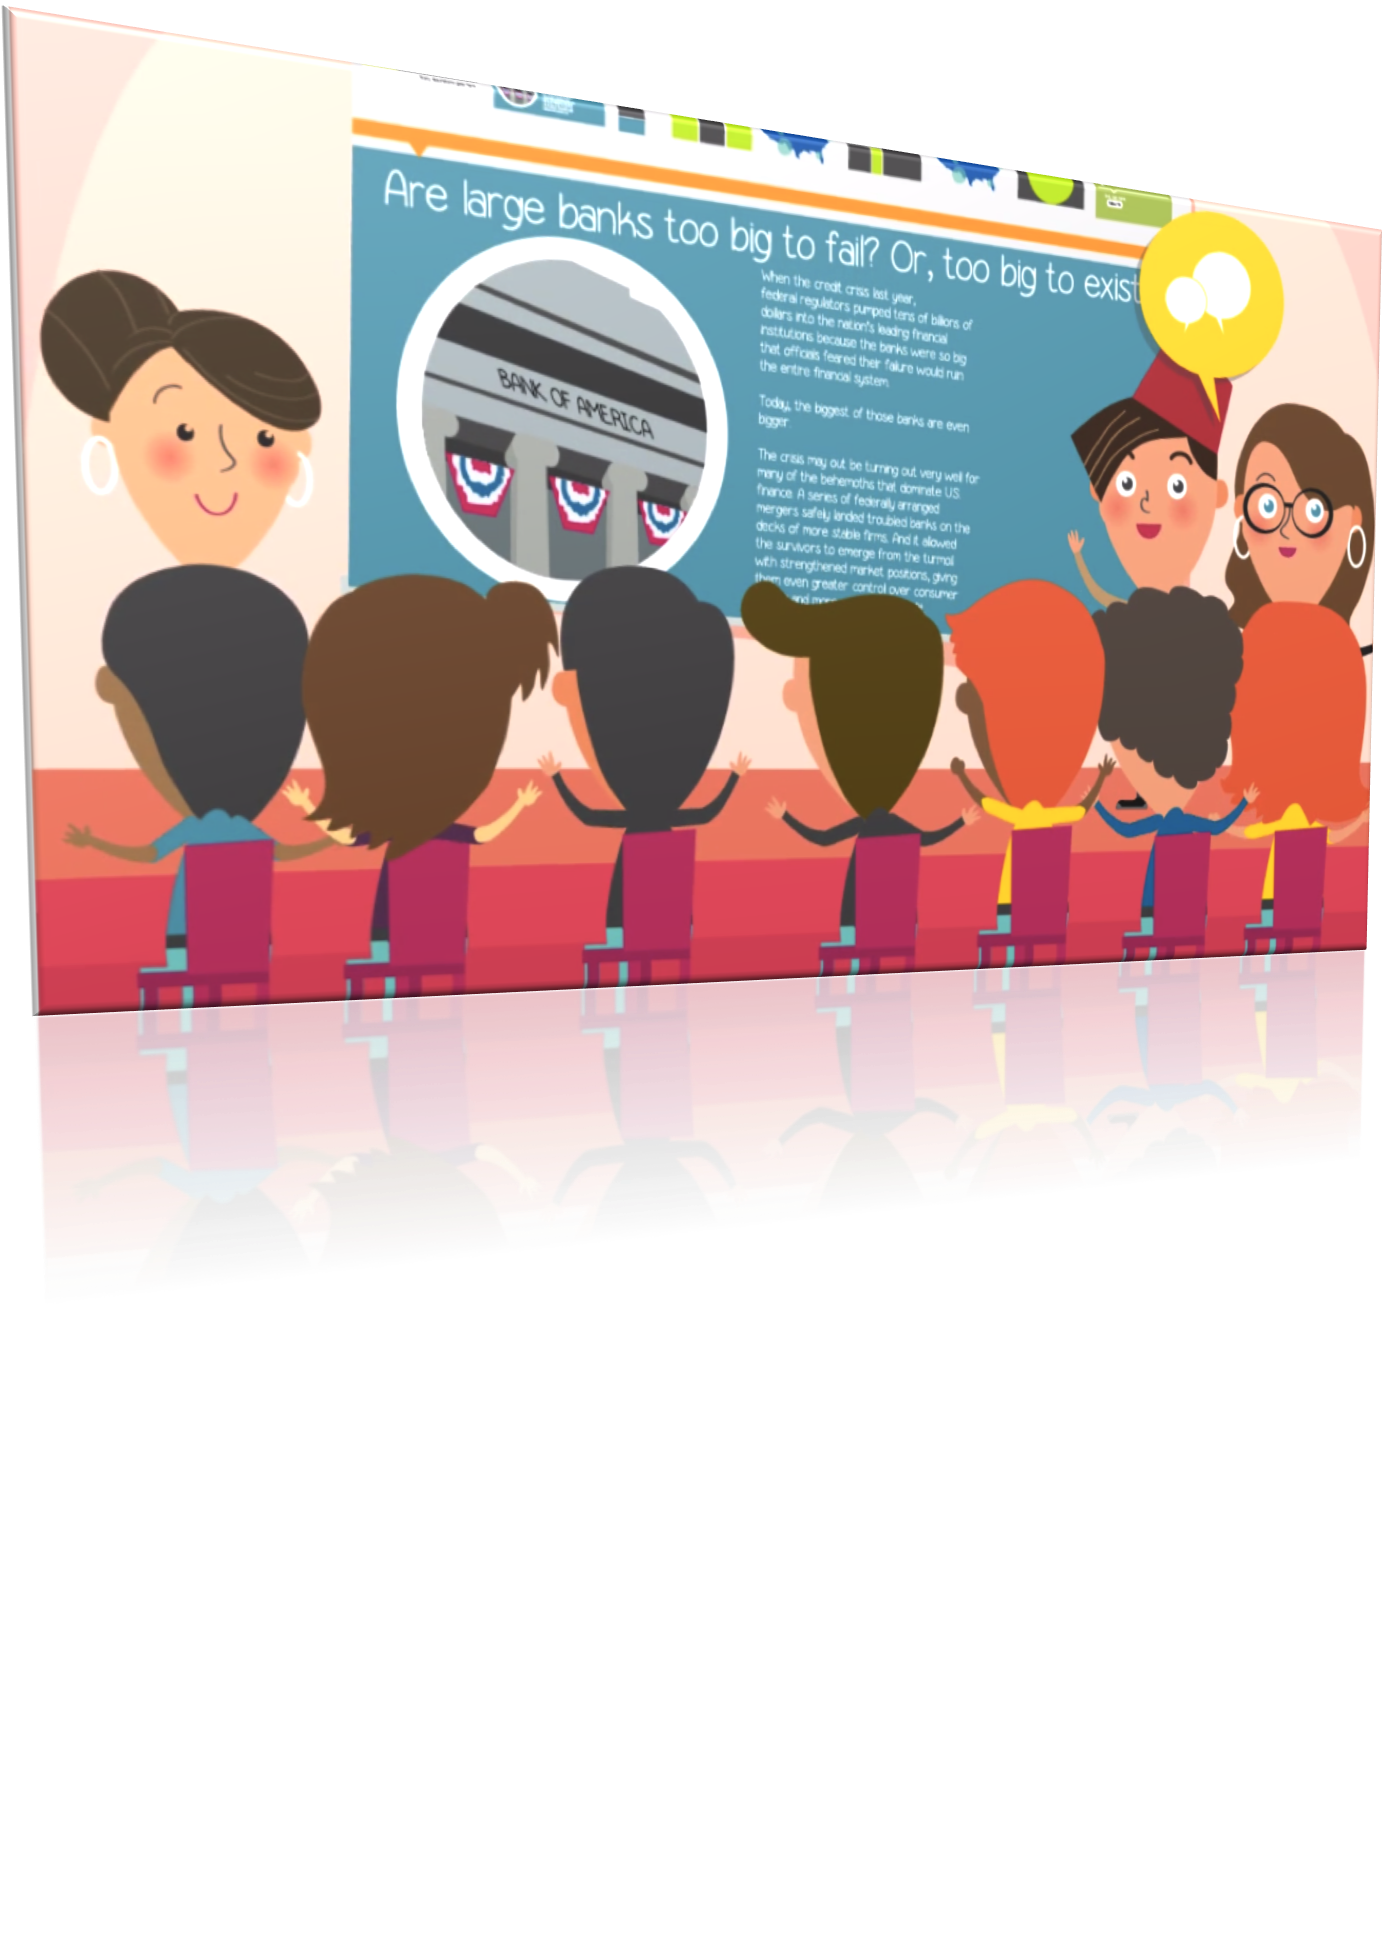 Are large banks too big to fail? Or, too big to exist
BANK OF AMERICA
When the credit crisis last year,
federal regulators pumped tens of billions of
dollars into the nation's leading financial
institutions because the banks were so big
that officials feared their failure would ruin
the entire financial system.
Today, the biggest of those banks are even
bigger.
The crisis may out be turning out very well for
many of the behemoths that dominate U.S.
finance. A series of federally arranged
mergers safely landed troubled banks on the
decks of more stable firms. And it allowed
the survivors to emerge from the turmoil
with strengthened market positions, giving
them even greater control over consumer
and more